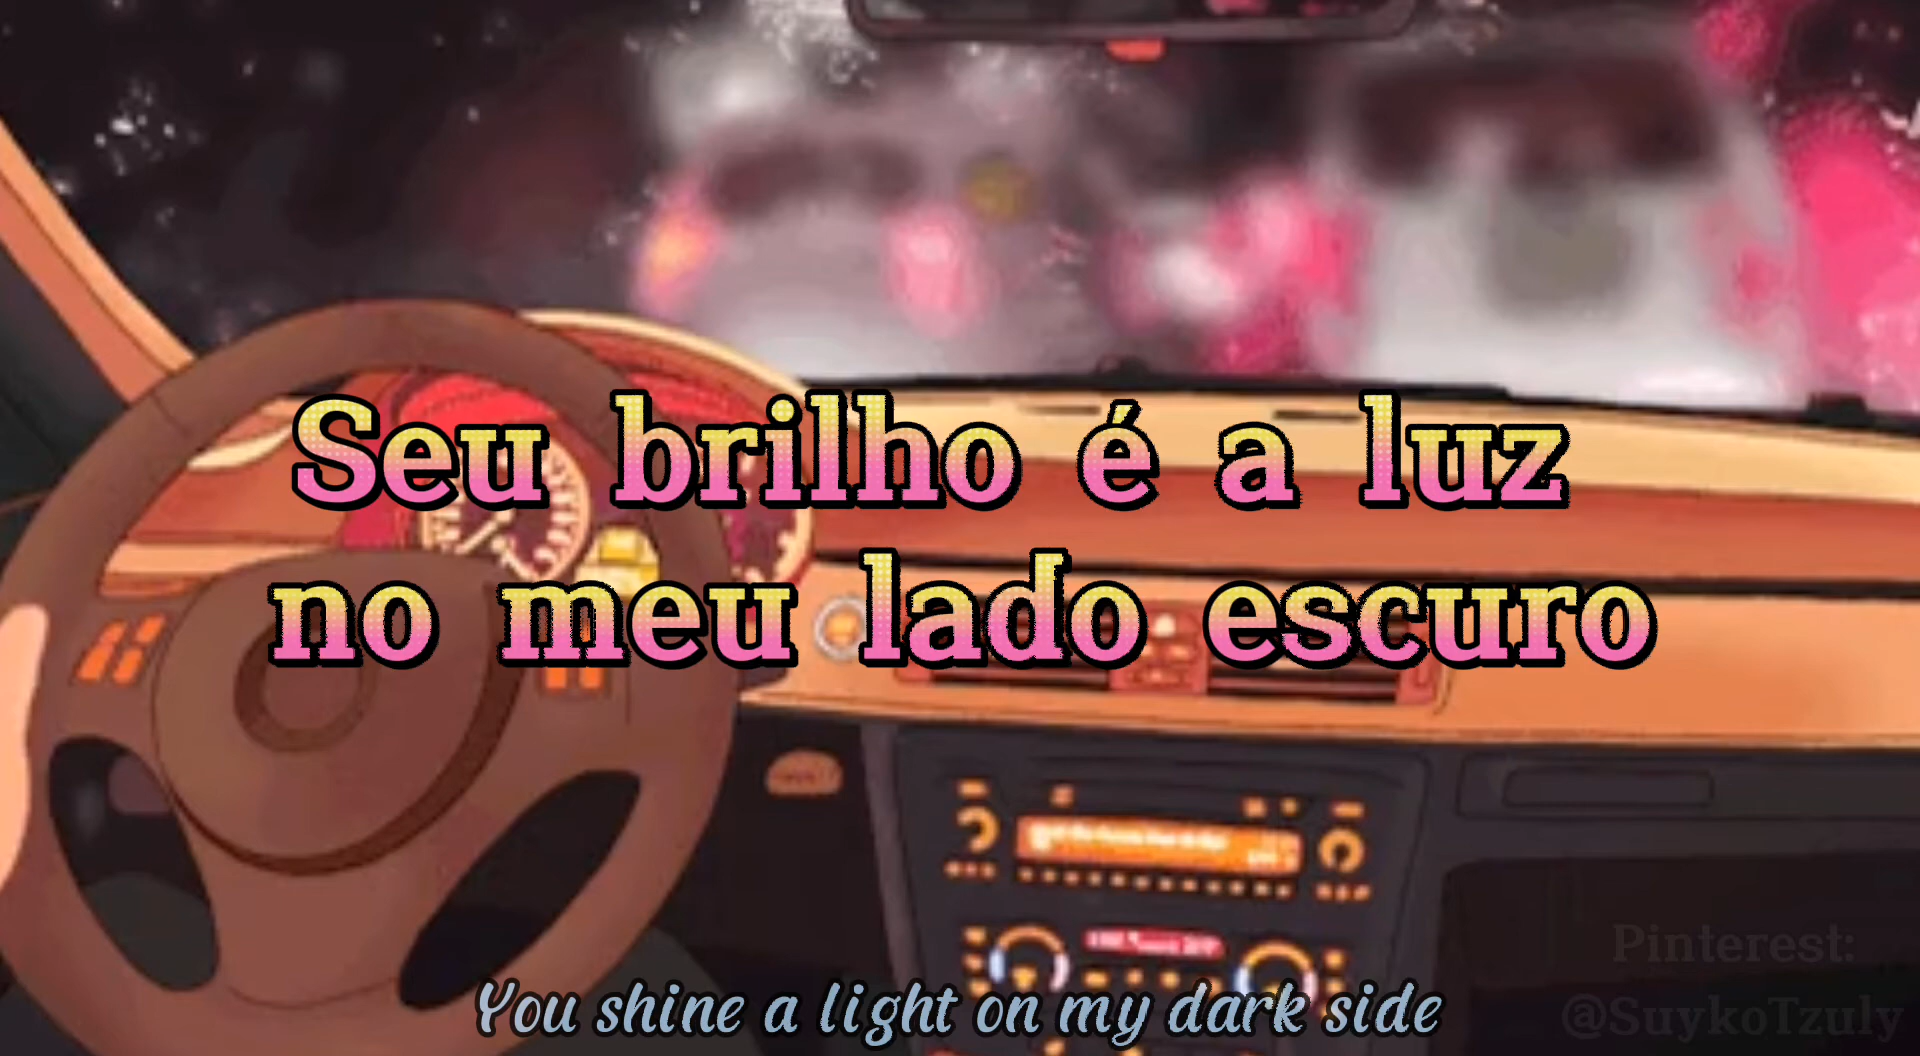 Seu brilho é a luz
no meu lado escuro
You shine a light on my dark side
Pinterest:
@SuykoTzuly